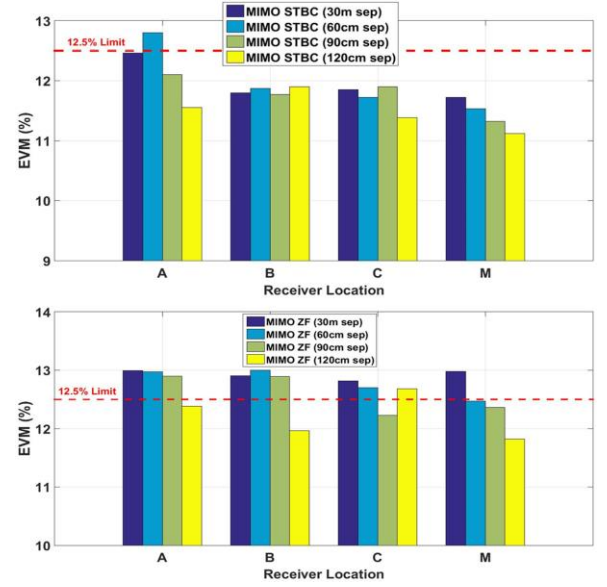 13
12
11
10
9
EVM (%)
12.5% Limit
MIMO STBC (30m sep)
MIMO STBC (60cm sep)
MIMO STBC (90cm sep)
MIMO STBC (120cm sep)
A B C M
Receiver Location
14
13
12
11
10
EVM (%)
12.5% Limit
MIMO ZF (30m sep)
MIMO ZF (60cm sep)
MIMO ZF (90cm sep)
MIMO ZF (120cm sep)
A B C M
Receiver Location